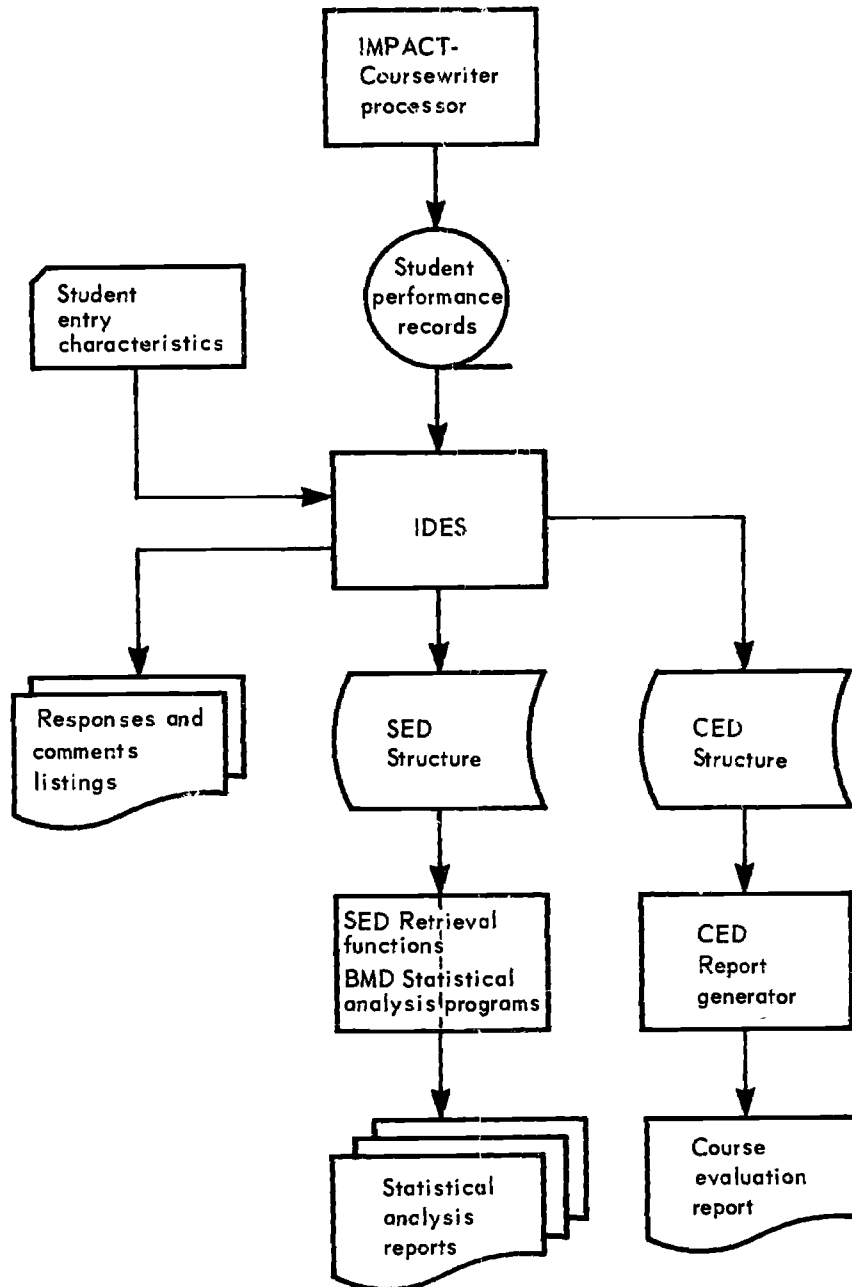 IMPACT-
Coursewriter
processor
Student
performance
records
Student
entry
characteristics
IDES
Responses and
comments
listings
SED
Structure
CED
Structure
SED Retrieval
functions
BMD Statistical
analysis programs
CED
Report
generator
Statistical
analysis
reports
Course
evaluation
report